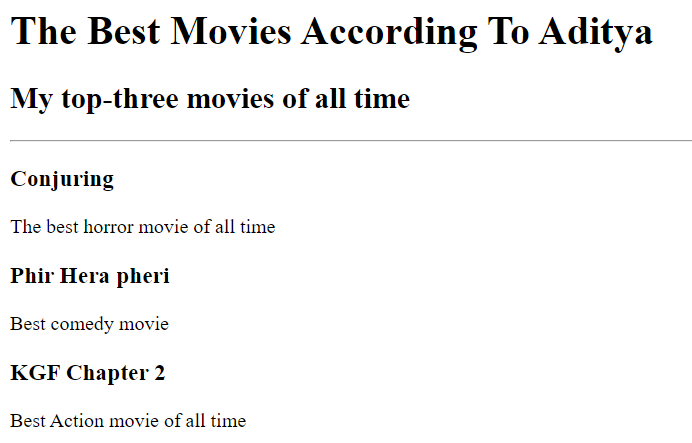 The Best Movies According To Aditya
My top-three movies of all time
Conjuring
The best horror movie of all time
Phir Hera pheri
Best comedy movie
KGF Chapter 2
Best Action movie of all time